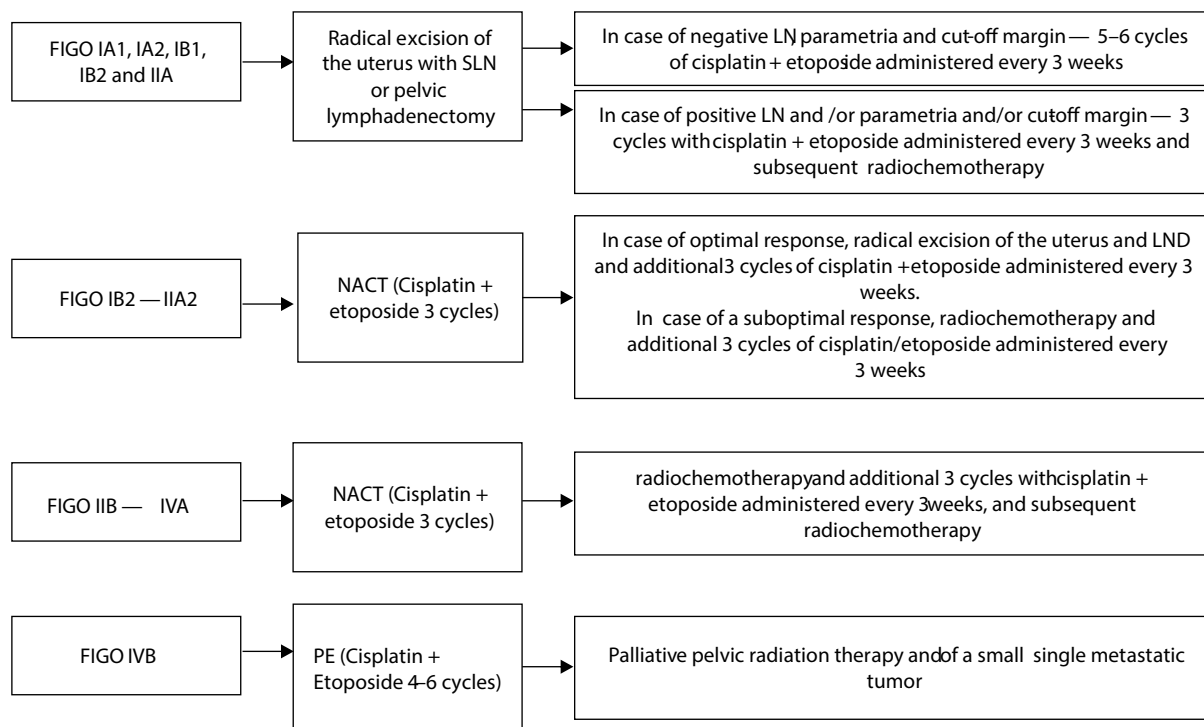 FIGO IA1, IA2, IB1,
IB2 and IIA
Radical excision of
the uterus with SLN
or pelvic
lymphadenectomy
In case of negative LN, parametria and cut-off margin — 5–6 cycles
of cisplatin + etoposide administered every 3 weeks
In case of positive LN and /or parametria and/or cutoff margin — 3
cycles with cisplatin + etoposide administered every 3 weeks and
subsequent radiochemotherapy
FIGO IB2 — IIA2
NACT (Cisplatin +
etoposide 3 cycles)
In case of optimal response, radical excision of the uterus and LND
and additional 3 cycles of cisplatin + etoposide administered every 3
weeks.
In case of a suboptimal response, radiochemotherapy and
additional 3 cycles of cisplatin/etoposide administered every
3 weeks
FIGO IIB — IVA
NACT (Cisplatin +
etoposide 3 cycles)
radiochemotherapy and additional 3 cycles with cisplatin +
etoposide administered every 3 weeks, and subsequent
radiochemotherapy
FIGO IVB
PE (Cisplatin +
Etoposide 4–6 cycles)
Palliative pelvic radiation therapy and of a small single metastatic
tumor